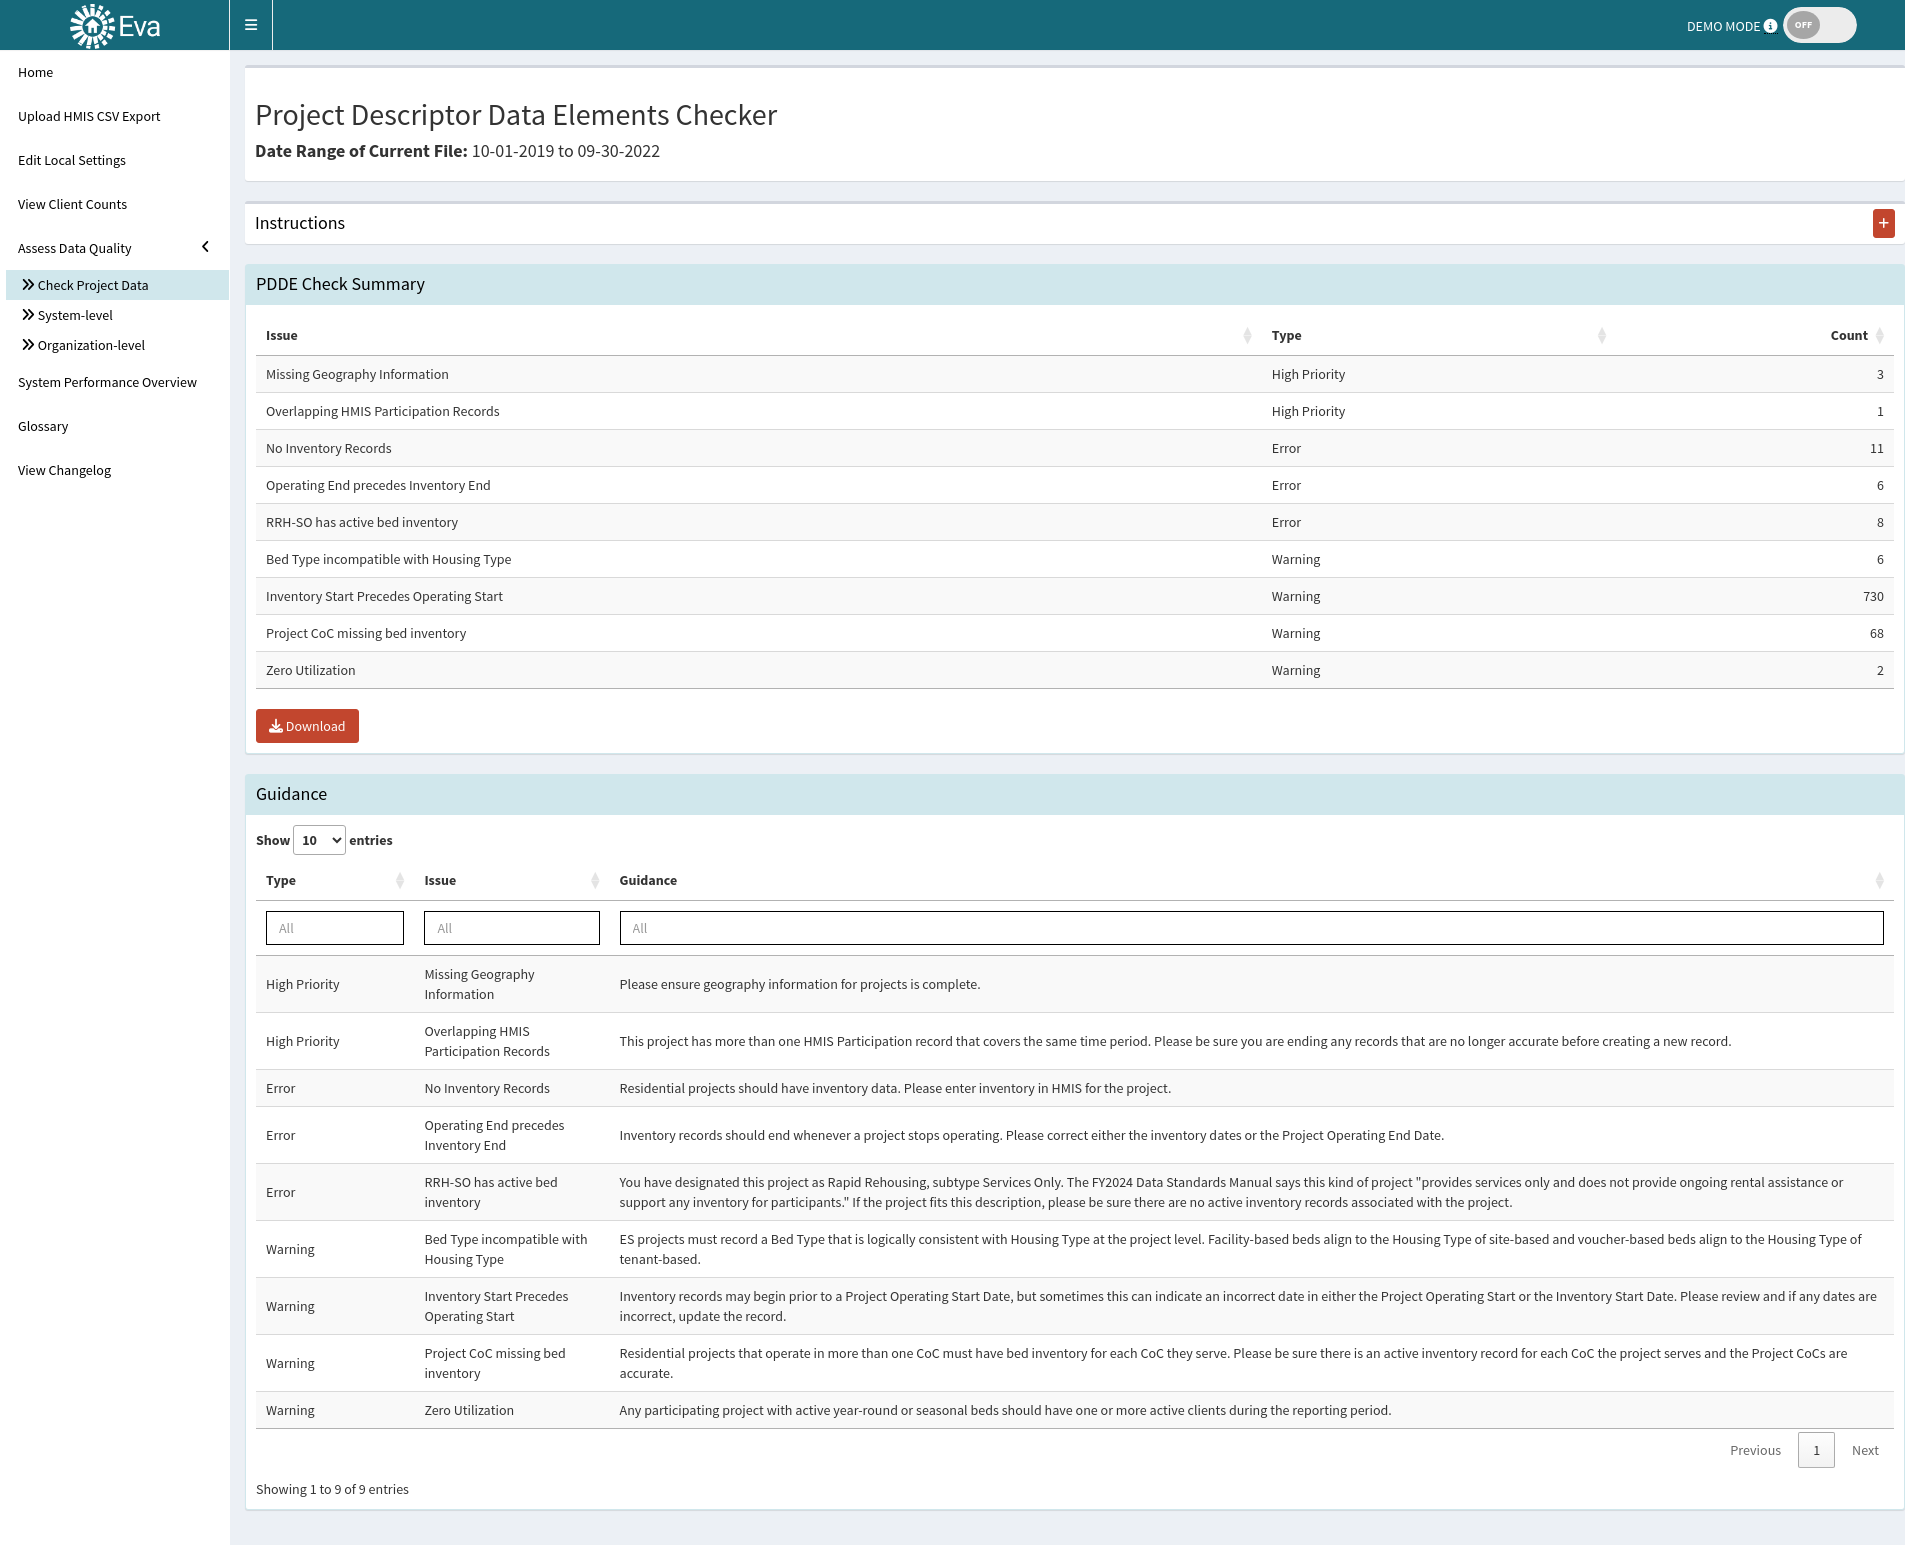 Eva
DEMO MODE
OFF
Home
Upload HMIS CSV Export
Edit Local Settings
View Client Counts
Assess Data Quality
Check Project Data
System-level
Organization-level
System Performance Overview
Glossary
View Changelog
Project Descriptor Data Elements Checker
Date Range of Current File: 10-01-2019 to 09-30-2022
Instructions
PDDE Check Summary
Issue Type Count
Missing Geography Information High Priority 3
Overlapping HMIS Participation Records High Priority 1
No Inventory Records Error 11
Operating End precedes Inventory End Error 6
RRH-SO has active bed inventory Error 8
Bed Type incompatible with Housing Type Warning 6
Inventory Start Precedes Operating Start Warning 730
Project CoC missing bed inventory Warning 68
Zero Utilization Warning 2
Download
Guidance
Show 10 entries
Type Issue Guidance
All All All
High Priority
Missing Geography
Information
Please ensure geography information for projects is complete.
High Priority
Overlapping HMIS
Participation Records
This project has more than one HMIS Participation record that covers the same time period. Please be sure you are ending any records that are no longer accurate before creating a new record.
Error No Inventory Records Residential projects should have inventory data. Please enter inventory in HMIS for the project.
Error
Operating End precedes
Inventory End
Inventory records should end whenever a project stops operating. Please correct either the inventory dates or the Project Operating End Date.
Error
RRH-SO has active bed
inventory
You have designated this project as Rapid Rehousing, subtype Services Only. The FY2024 Data Standards Manual says this kind of project "provides services only and does not provide ongoing rental assistance or
support any inventory for participants." If the project fits this description, please be sure there are no active inventory records associated with the project.
Warning
Bed Type incompatible with
Housing Type
ES projects must record a Bed Type that is logically consistent with Housing Type at the project level. Facility-based beds align to the Housing Type of site-based and voucher-based beds align to the Housing Type of
tenant-based.
Warning
Inventory Start Precedes
Operating Start
Inventory records may begin prior to a Project Operating Start Date, but sometimes this can indicate an incorrect date in either the Project Operating Start or the Inventory Start Date. Please review and if any dates are
incorrect, update the record.
Warning
Project CoC missing bed
inventory
Residential projects that operate in more than one CoC must have bed inventory for each CoC they serve. Please be sure there is an active inventory record for each CoC the project serves and the Project CoCs are
accurate.
Warning Zero Utilization Any participating project with active year-round or seasonal beds should have one or more active clients during the reporting period.
Previous 1 Next
Showing 1 to 9 of 9 entries